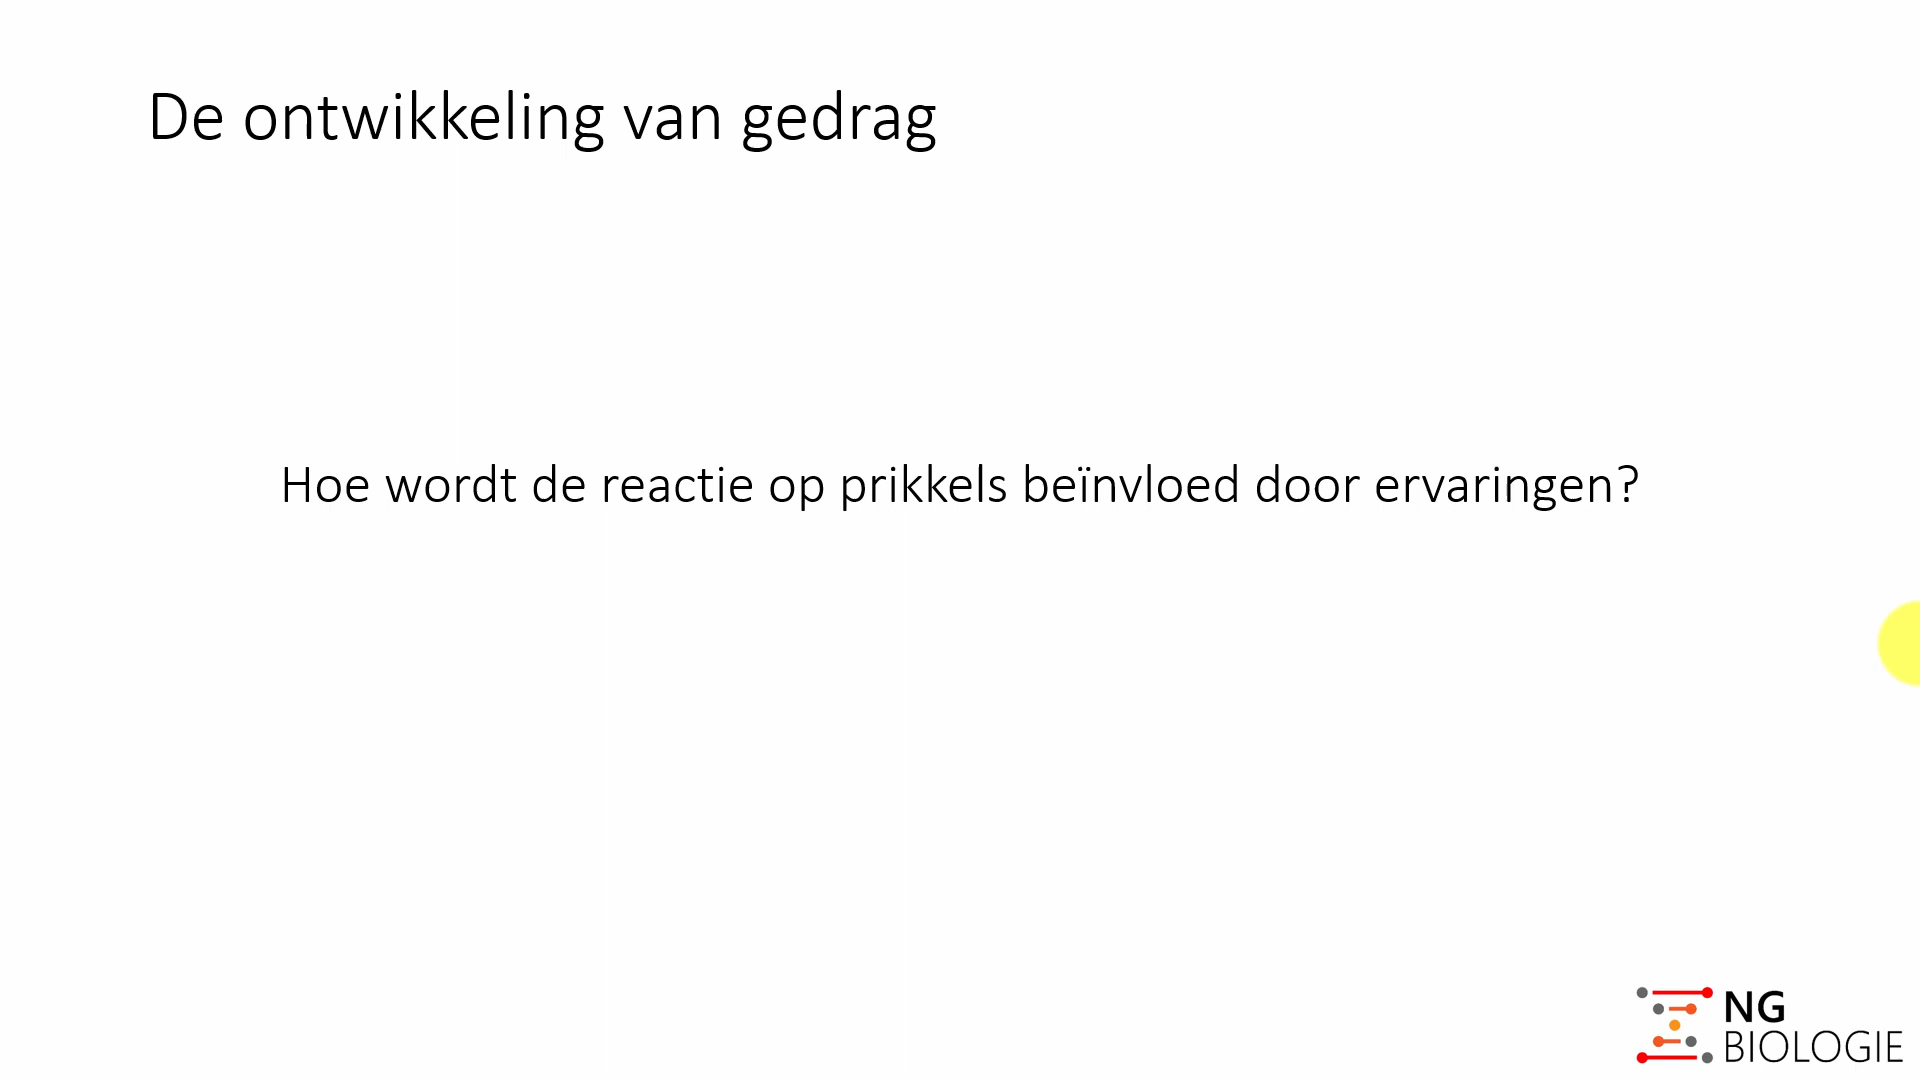 De ontwikkeling van gedrag
Hoe wordt de reactie op prikkels beïnvloed door ervaringen?
NG
BIOLOGIE